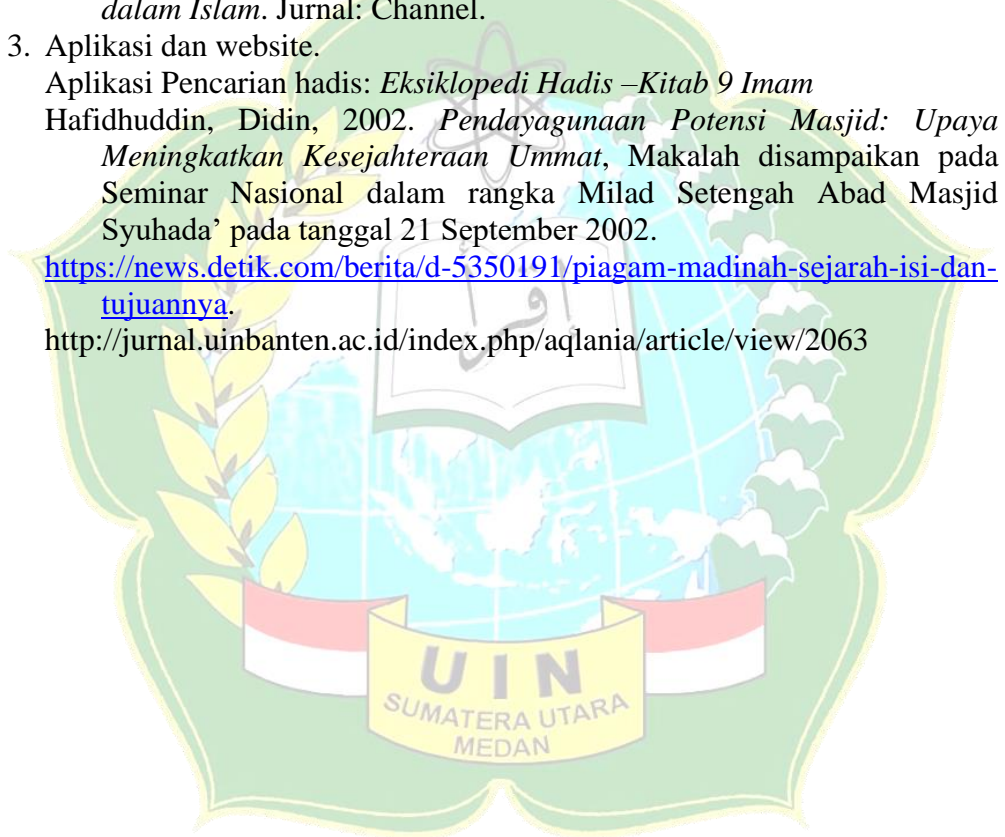 dalam Islam. Jurnal: Channel.
3. Aplikasi dan website.
Aplikasi Pencarian hadis: Eksiklopedi Hadis –Kitab 9 Imam
Hafidhuddin, Didin, 2002. Pendayagunaan Potensi Masjid: Upaya
Meningkatkan Kesejahteraan Ummat, Makalah disampaikan pada
Seminar Nasional dalam rangka Milad Setengah Abad Masjid
Syuhada’ pada tanggal 21 September 2002.
https://news.detik.com/berita/d-5350191/piagam-madinah-sejarah-isi-dan-
tujuannya.
http://jurnal.uinbanten.ac.id/index.php/aqlania/article/view/2063
اقرأ
UIN
SUMATERA UTARA
MEDAN